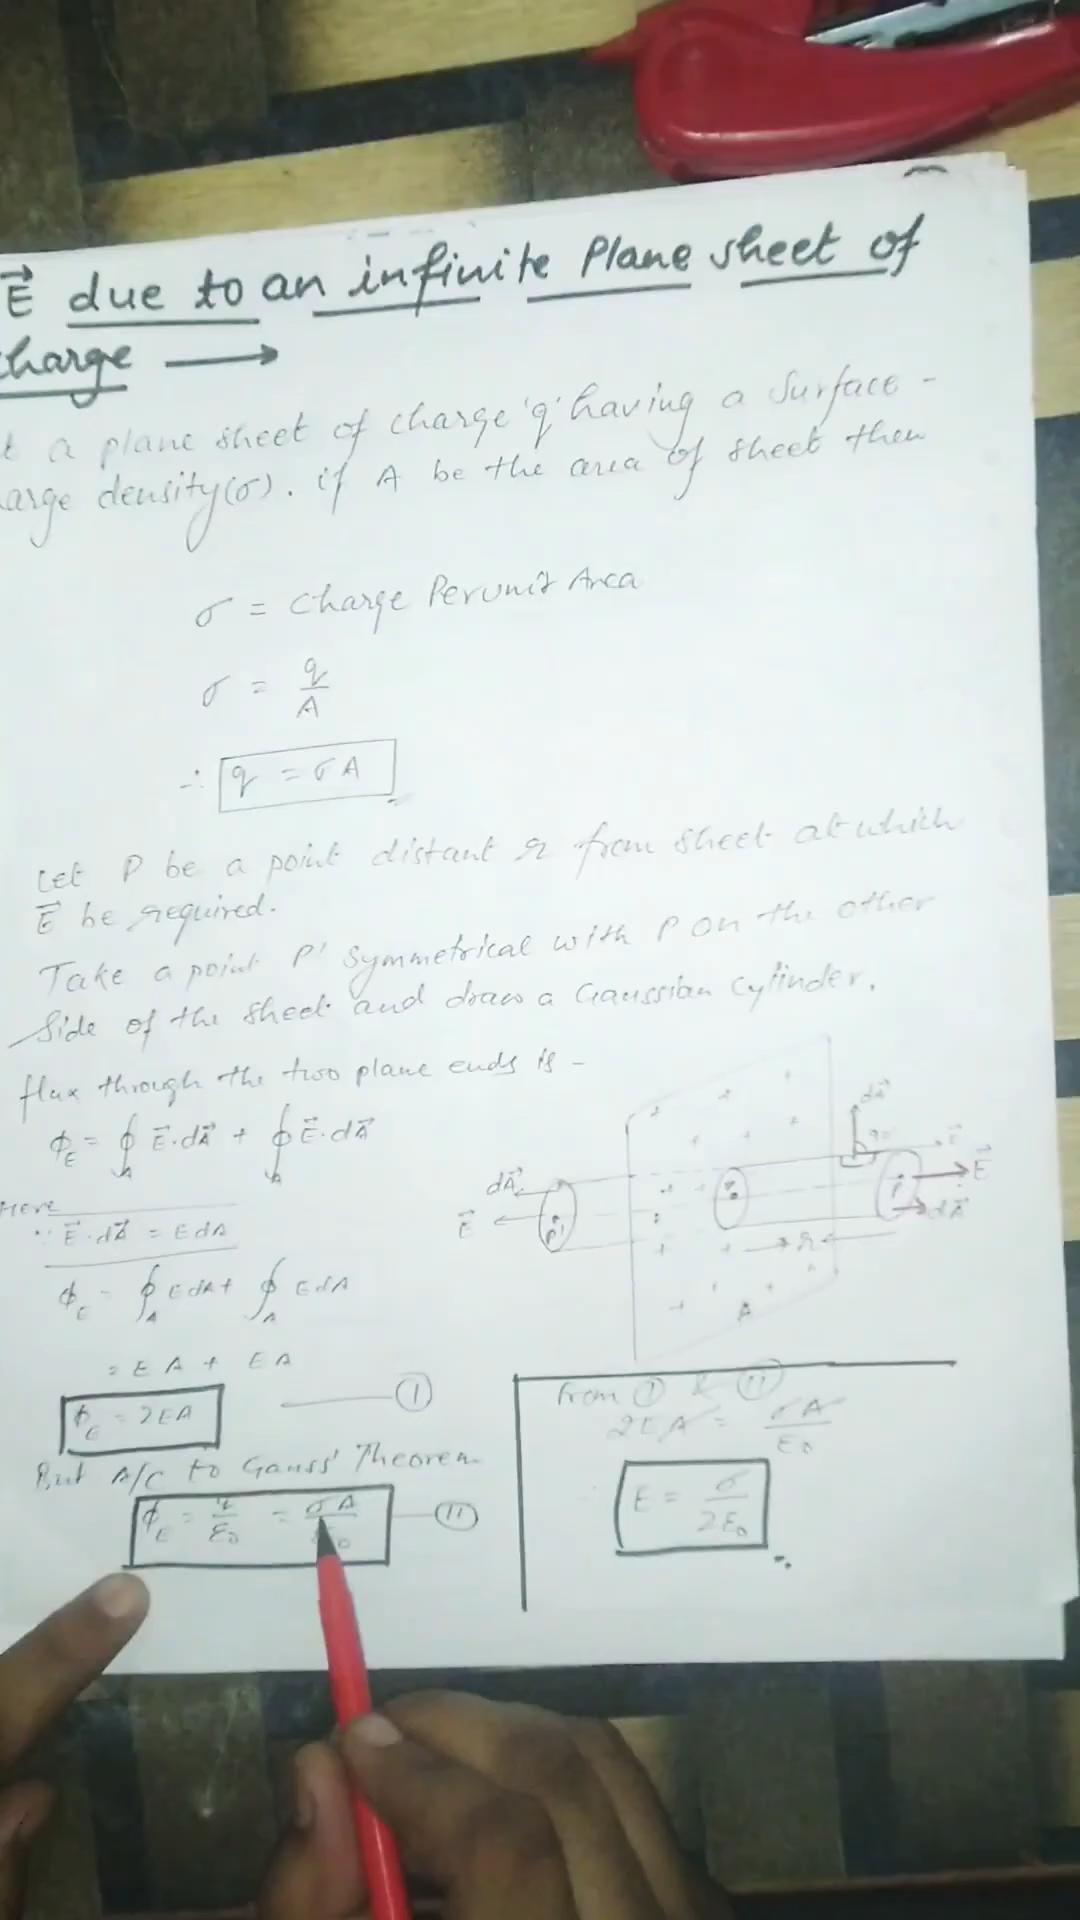 E⃗ due to an infinite Plane sheet of
charge ⟶
t a plane sheet of charge 'q' having a surface -
arge density(σ). if A be the area of sheet then
σ = charge Per unit Area
σ = q/A
∴ q = σA
Let P be a point distant r from sheet at which
E⃗ be required.
Take a point P' symmetrical with P on the other
side of the sheet and draw a Gaussian cylinder.
flux through the two plane ends is -
ϕE = ∮A E⃗.dA⃗ + ∮A E⃗.dA⃗
Here
∵ E⃗.dA⃗ = EdA
ϕE = ∮A EdA + ∮A EdA
= EA + EA
ϕE = 2EA —— (I)
But A/C to Gauss' Theorem
ϕE = q/ε0 = σA/ε0 —— (II)
dA⃗
90
E⃗
E⃗
dA⃗
dA⃗
E⃗
P'
P
r
A
+ + + + + +
From (I) & (II)
2EA = σA/ε0
E = σ/2ε0